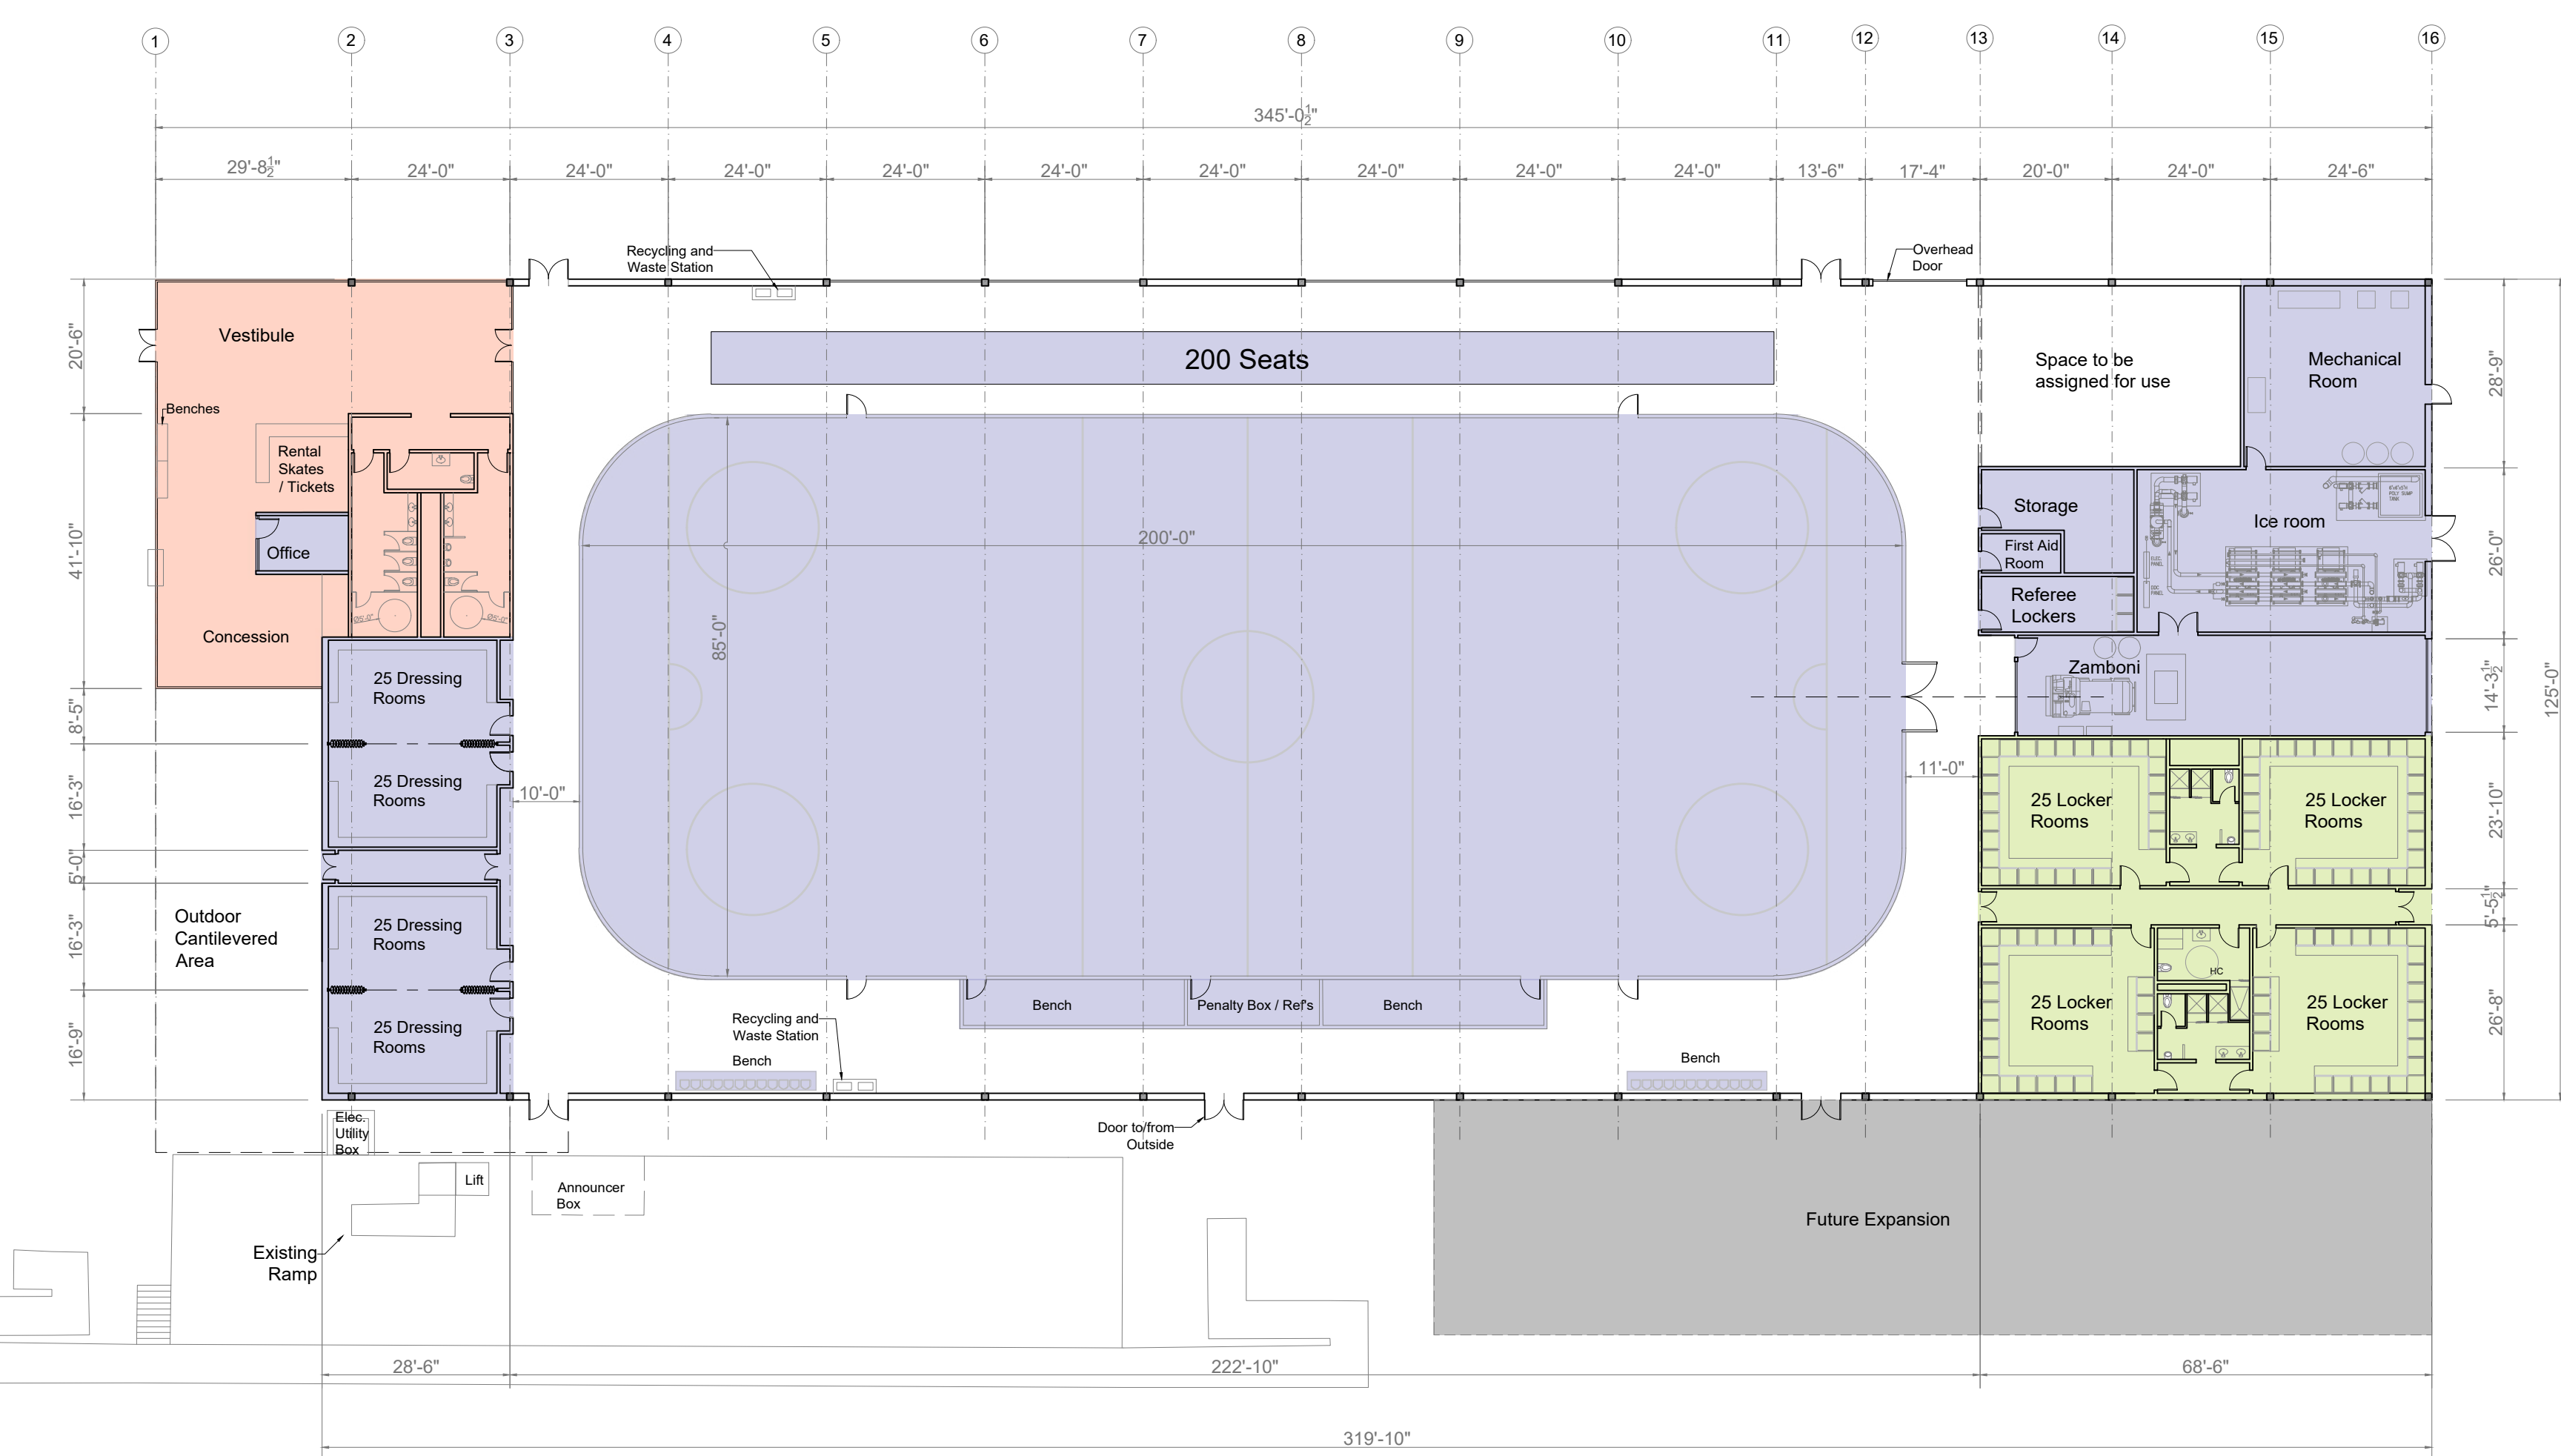 1
2
3
4
5
6
7
8
9
10
11
12
13
14
15
16
345'-0½"
29'-8½"
24'-0"
24'-0"
24'-0"
24'-0"
24'-0"
24'-0"
24'-0"
24'-0"
24'-0"
13'-6"
17'-4"
20'-0"
24'-0"
24'-6"
Recycling and
Waste Station
Overhead
Door
20'-6"
41'-10"
8'-5"
16'-3"
5'-0"
16'-3"
16'-9"
Vestibule
Benches
Rental
Skates
/ Tickets
Office
Concession
200 Seats
200'-0"
85'-0"
10'-0"
11'-0"
Space to be
assigned for use
Mechanical
Room
Storage
First Aid
Room
Referee
Lockers
Ice room
ELEC.
PANEL
POLY SUMP
TANK
Zamboni
28'-9"
26'-0"
14'-3½"
23'-10"
5'-5½"
26'-8"
125'-0"
25 Dressing
Rooms
25 Dressing
Rooms
25 Dressing
Rooms
25 Dressing
Rooms
25 Locker
Rooms
25 Locker
Rooms
25 Locker
Rooms
25 Locker
Rooms
HC
Outdoor
Cantilevered
Area
Bench
Penalty Box / Ref's
Bench
Recycling and
Waste Station
Bench
Bench
Door to/from
Outside
Elec.
Utility
Box
Lift
Announcer
Box
Existing
Ramp
Future Expansion
28'-6"
222'-10"
68'-6"
319'-10"